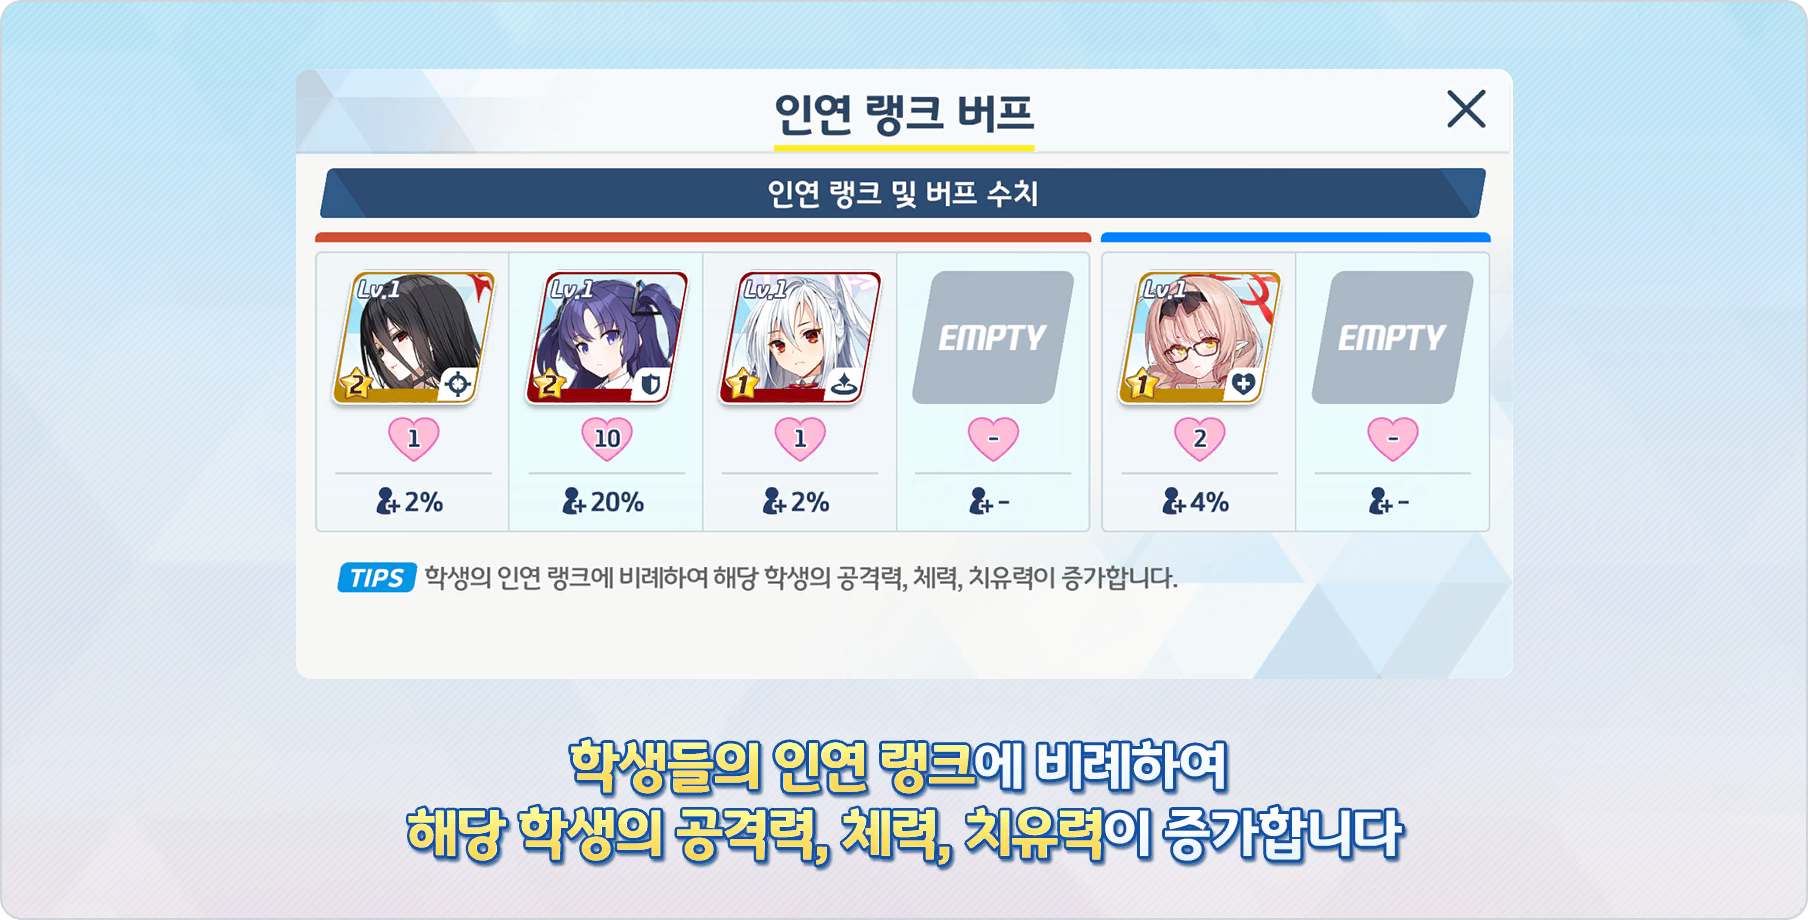 인연 랭크 버프
인연 랭크 및 버프 수치
Lv.1 Lv.1 Lv.1 Lv.1
EMPTY EMPTY
2 2 1 1
1 10 1 - 2 -
2% 20% 2% - 4% -
TIPS 학생의 인연 랭크에 비례하여 해당 학생의 공격력, 체력, 치유력이 증가합니다.
학생들의 인연 랭크에 비례하여
해당 학생의 공격력, 체력, 치유력이 증가합니다